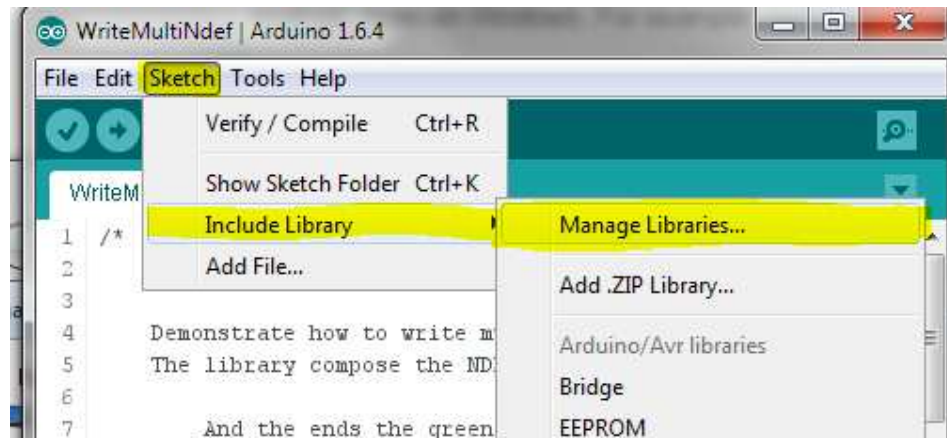 WriteMultiNdef | Arduino 1.6.4
File Edit Sketch Tools Help
Verify / Compile Ctrl+R
WriteM
Show Sketch Folder Ctrl+K
Include Library
Manage Libraries...
Add File...
Add .ZIP Library...
Arduino/Avr libraries
Bridge
EEPROM
1 /*
2
3
4 Demonstrate how to write m
5 The library compose the ND
6
7 And the ends the green